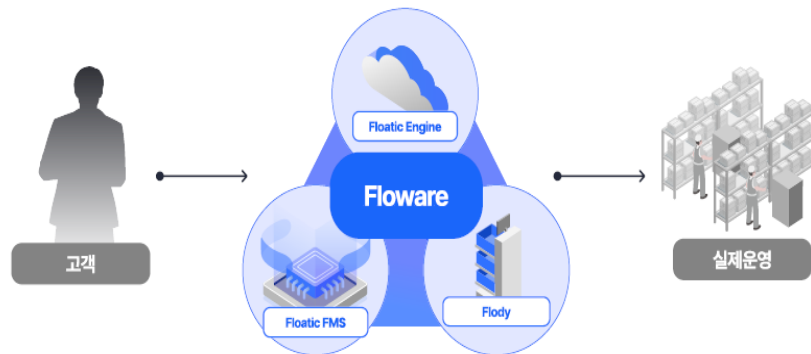 Floatic Engine
Floware
고객
실제운영
Floatic FMS
Flody